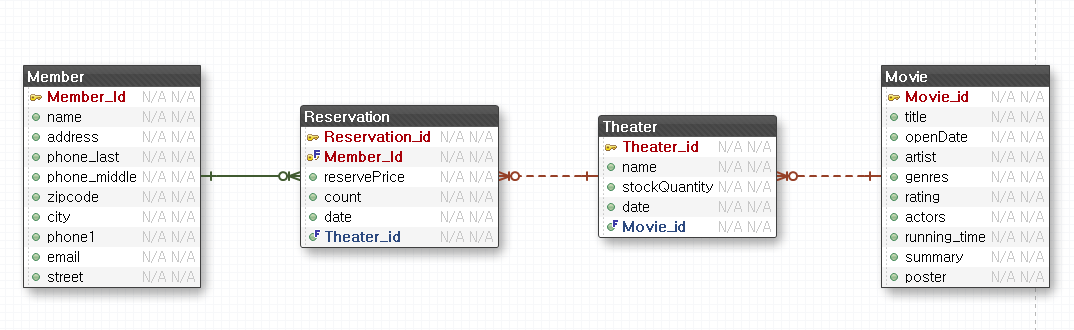 Member
Member_Id N/A N/A
name N/A N/A
address N/A N/A
phone_last N/A N/A
phone_middle N/A N/A
zipcode N/A N/A
city N/A N/A
phone1 N/A N/A
email N/A N/A
street N/A N/A
Reservation
Reservation_id N/A N/A
F Member_Id N/A N/A
reservePrice N/A N/A
count N/A N/A
date N/A N/A
F Theater_id N/A N/A
Theater
Theater_id N/A N/A
name N/A N/A
stockQuantity N/A N/A
date N/A N/A
F Movie_id N/A N/A
Movie
Movie_id N/A N/A
title N/A N/A
openDate N/A N/A
artist N/A N/A
genres N/A N/A
rating N/A N/A
actors N/A N/A
running_time N/A N/A
summary N/A N/A
poster N/A N/A